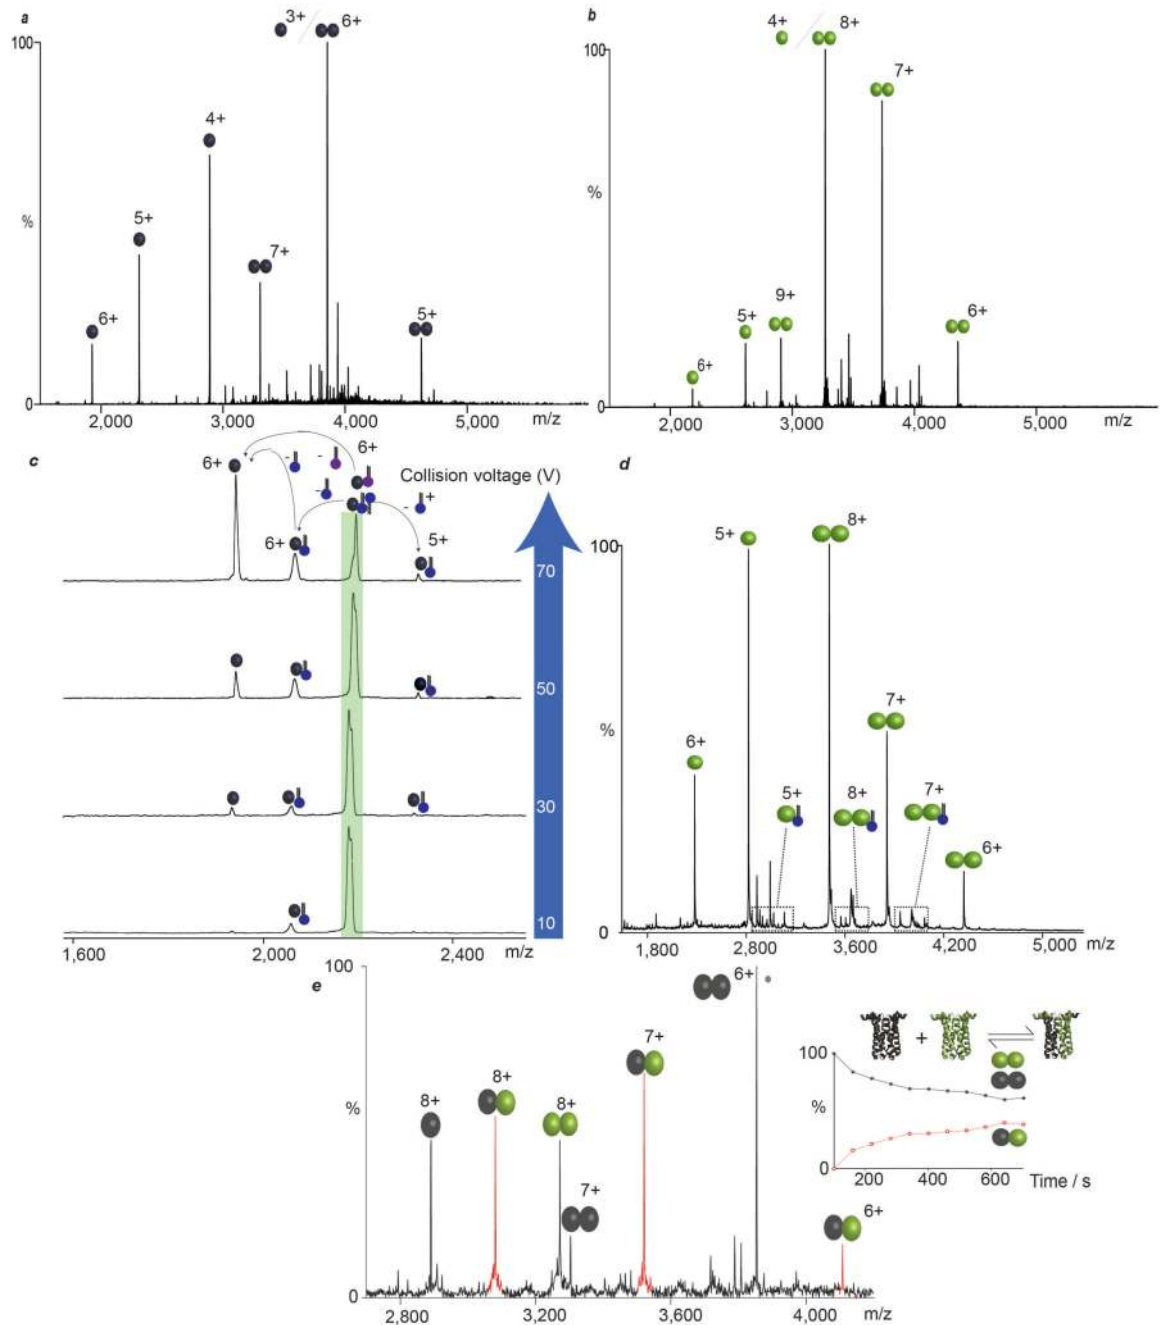 a
3+ / 6+
100
4+
5+
7+
6+
5+
%
0
2,000 3,000 4,000 5,000 m/z
b
4+ / 8+
100
7+
9+
5+
6+
6+
%
0
2,000 3,000 4,000 5,000 m/z
c
6+
- - 6+
Collision voltage (V)
- - +
6+ 5+
70
50
30
10
1,600 2,000 2,400 m/z
d
100
5+ 8+
7+
%
6+
5+ 8+ 7+
6+
0
1,800 2,800 3,600 4,200 5,000 m/z
e
100
6+
7+
8+ 8+ 8+
%
7+
6+
0
2,800 3,200 3,600 4,000 m/z
+
100
%
0
200 400 600 Time / s